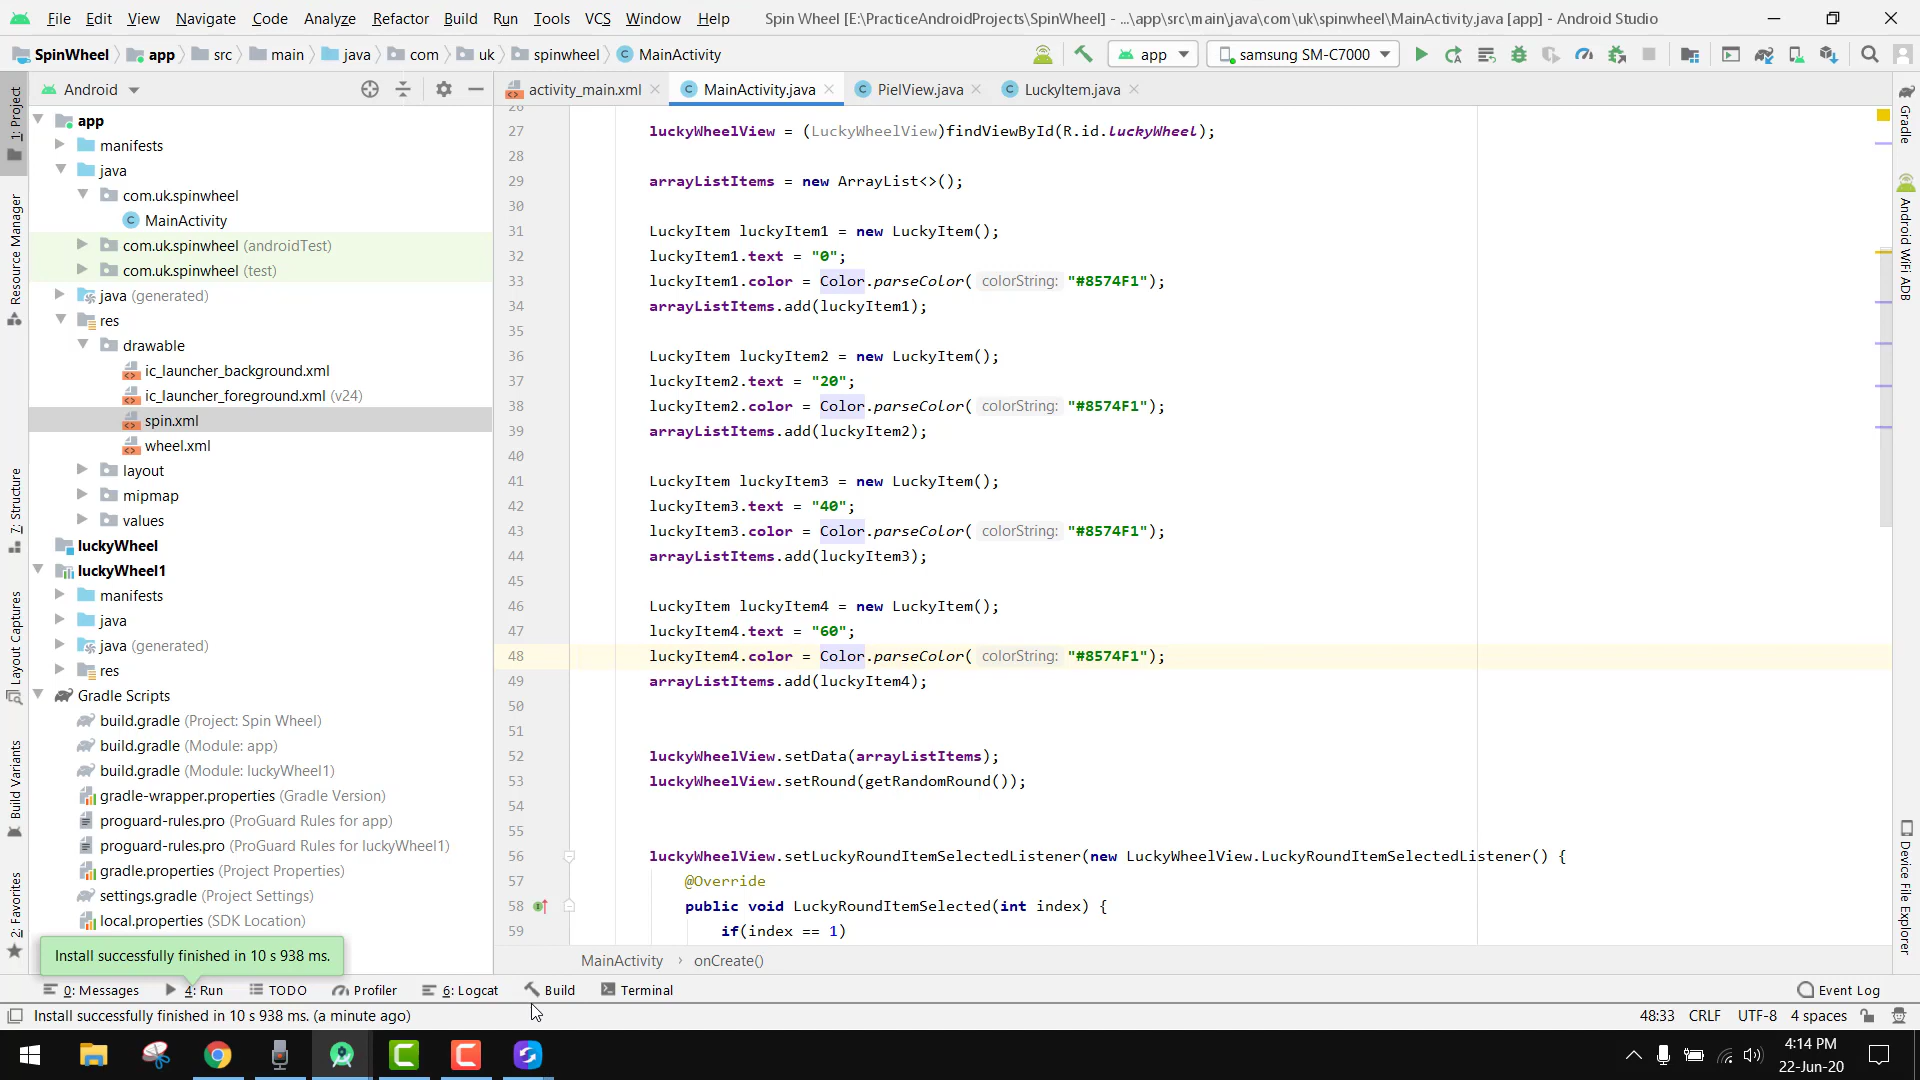 File Edit View Navigate Code Analyze Refactor Build Run Tools VCS Window Help Spin Wheel [E:\PracticeAndroidProjects\SpinWheel] - ...\app\src\main\java\com\uk\spinwheel\MainActivity.java [app] - Android Studio
SpinWheel app src main java com uk spinwheel MainActivity app samsung SM-C7000
Android activity_main.xml MainActivity.java PielView.java LuckyItem.java
1: Project
Resource Manager
7: Structure
Layout Captures
Build Variants
2: Favorites
app
manifests
java
com.uk.spinwheel
MainActivity
com.uk.spinwheel (androidTest)
com.uk.spinwheel (test)
java (generated)
res
drawable
ic_launcher_background.xml
ic_launcher_foreground.xml (v24)
spin.xml
wheel.xml
layout
mipmap
values
luckyWheel
luckyWheel1
manifests
java
java (generated)
res
Gradle Scripts
build.gradle (Project: Spin Wheel)
build.gradle (Module: app)
build.gradle (Module: luckyWheel1)
gradle-wrapper.properties (Gradle Version)
proguard-rules.pro (ProGuard Rules for app)
proguard-rules.pro (ProGuard Rules for luckyWheel1)
gradle.properties (Project Properties)
settings.gradle (Project Settings)
local.properties (SDK Location)
Install successfully finished in 10 s 938 ms.
26
27 luckyWheelView = (LuckyWheelView)findViewById(R.id.luckyWheel);
28
29 arrayListItems = new ArrayList<>();
30
31 LuckyItem luckyItem1 = new LuckyItem();
32 luckyItem1.text = "0";
33 luckyItem1.color = Color.parseColor( colorString: "#8574F1");
34 arrayListItems.add(luckyItem1);
35
36 LuckyItem luckyItem2 = new LuckyItem();
37 luckyItem2.text = "20";
38 luckyItem2.color = Color.parseColor( colorString: "#8574F1");
39 arrayListItems.add(luckyItem2);
40
41 LuckyItem luckyItem3 = new LuckyItem();
42 luckyItem3.text = "40";
43 luckyItem3.color = Color.parseColor( colorString: "#8574F1");
44 arrayListItems.add(luckyItem3);
45
46 LuckyItem luckyItem4 = new LuckyItem();
47 luckyItem4.text = "60";
48 luckyItem4.color = Color.parseColor( colorString: "#8574F1");
49 arrayListItems.add(luckyItem4);
50
51
52 luckyWheelView.setData(arrayListItems);
53 luckyWheelView.setRound(getRandomRound());
54
55
56 luckyWheelView.setLuckyRoundItemSelectedListener(new LuckyWheelView.LuckyRoundItemSelectedListener() {
57 @Override
58 public void LuckyRoundItemSelected(int index) {
59 if(index == 1)
MainActivity › onCreate()
Gradle
Android WiFi ADB
Device File Explorer
0: Messages 4: Run TODO Profiler 6: Logcat Build Terminal Event Log
Install successfully finished in 10 s 938 ms. (a minute ago) 48:33 CRLF UTF-8 4 spaces
4:14 PM
22-Jun-20